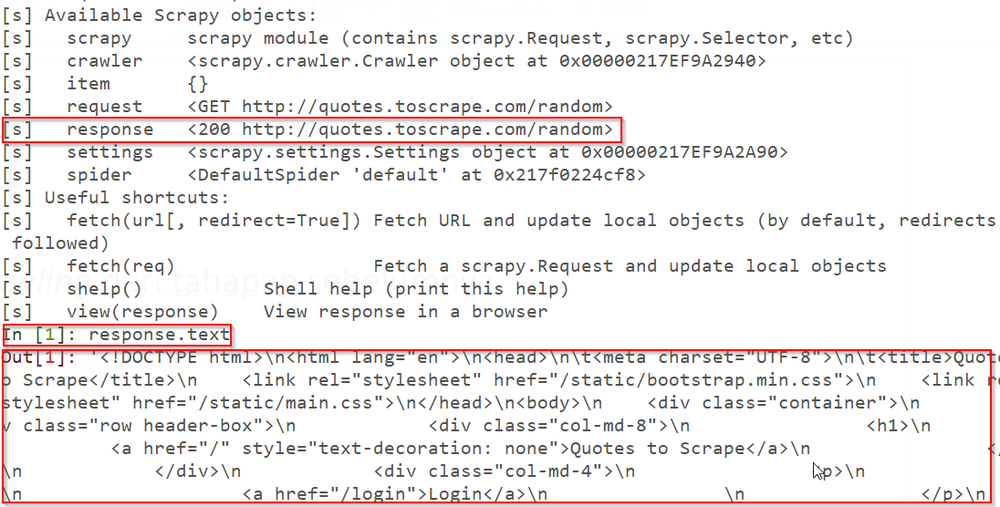 [s] Available Scrapy objects:
[s]   scrapy     scrapy module (contains scrapy.Request, scrapy.Selector, etc)
[s]   crawler    <scrapy.crawler.Crawler object at 0x00000217EF9A2940>
[s]   item       {}
[s]   request    <GET http://quotes.toscrape.com/random>
[s]   response   <200 http://quotes.toscrape.com/random>
[s]   settings   <scrapy.settings.Settings object at 0x00000217EF9A2A90>
[s]   spider     <DefaultSpider 'default' at 0x217f0224cf8>
[s] Useful shortcuts:
[s]   fetch(url[, redirect=True]) Fetch URL and update local objects (by default, redirects
 followed)
[s]   fetch(req)                  Fetch a scrapy.Request and update local objects
[s]   shelp()           Shell help (print this help)
[s]   view(response)    View response in a browser
In [1]: response.text
Out[1]: '<!DOCTYPE html>\n<html lang="en">\n<head>\n\t<meta charset="UTF-8">\n\t<title>Quot
o Scrape</title>\n    <link rel="stylesheet" href="/static/bootstrap.min.css">\n    <link re
stylesheet" href="/static/main.css">\n</head>\n<body>\n    <div class="container">\n
v class="row header-box">\n            <div class="col-md-8">\n                <h1>\n
          <a href="/" style="text-decoration: none">Quotes to Scrape</a>\n                </
\n            </div>\n            <div class="col-md-4">\n                p>\n
\n                    <a href="/login">Login</a>\n                \n                </p>\n